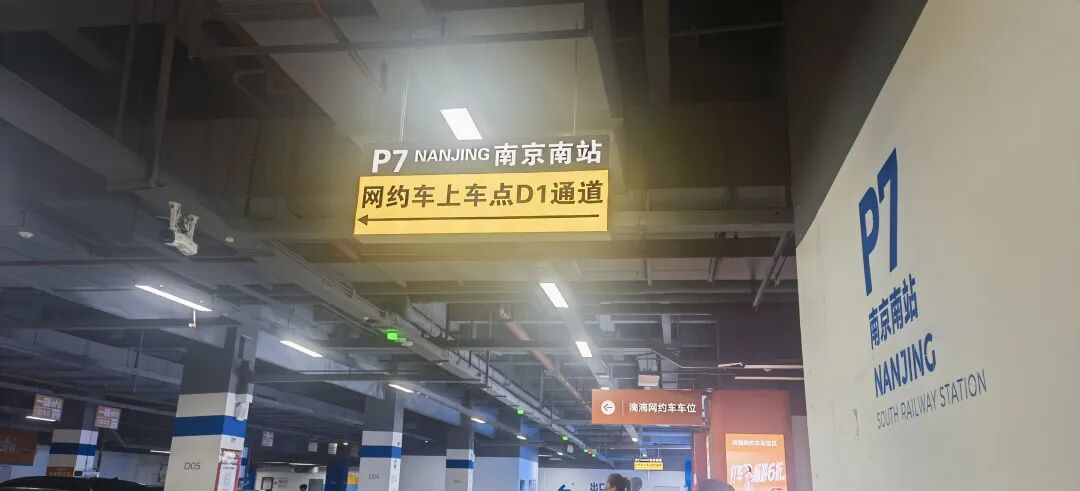 P7 NANJING 南京南站
网约车上车点D1通道
P7
南京南站
NANJING
SOUTH RAILWAY STATION
滴滴网约车车位
D05
D04